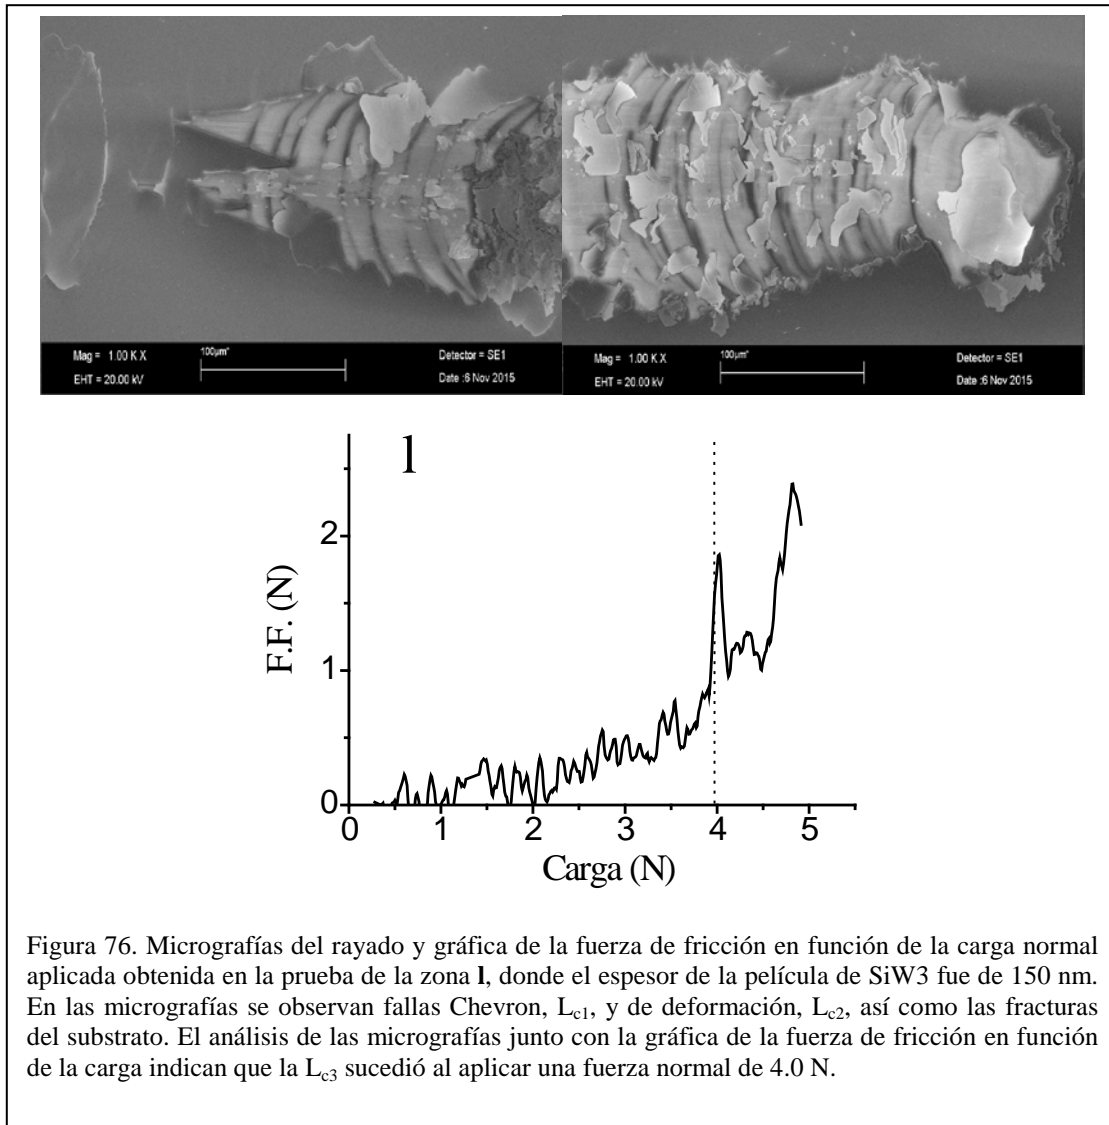 Mag = 1.00 K X
EHT = 20.00 kV
100µm*
Detector = SE1
Date :6 Nov 2015
Mag = 1.00 K X
EHT = 20.00 kV
100µm*
Detector = SE1
Date :6 Nov 2015
l
F.F. (N)
2
1
0
0 1 2 3 4 5
Carga (N)
Figura 76. Micrografías del rayado y gráfica de la fuerza de fricción en función de la carga normal
aplicada obtenida en la prueba de la zona l, donde el espesor de la película de SiW3 fue de 150 nm.
En las micrografías se observan fallas Chevron, Lc1, y de deformación, Lc2, así como las fracturas
del substrato. El análisis de las micrografías junto con la gráfica de la fuerza de fricción en función
de la carga indican que la Lc3 sucedió al aplicar una fuerza normal de 4.0 N.